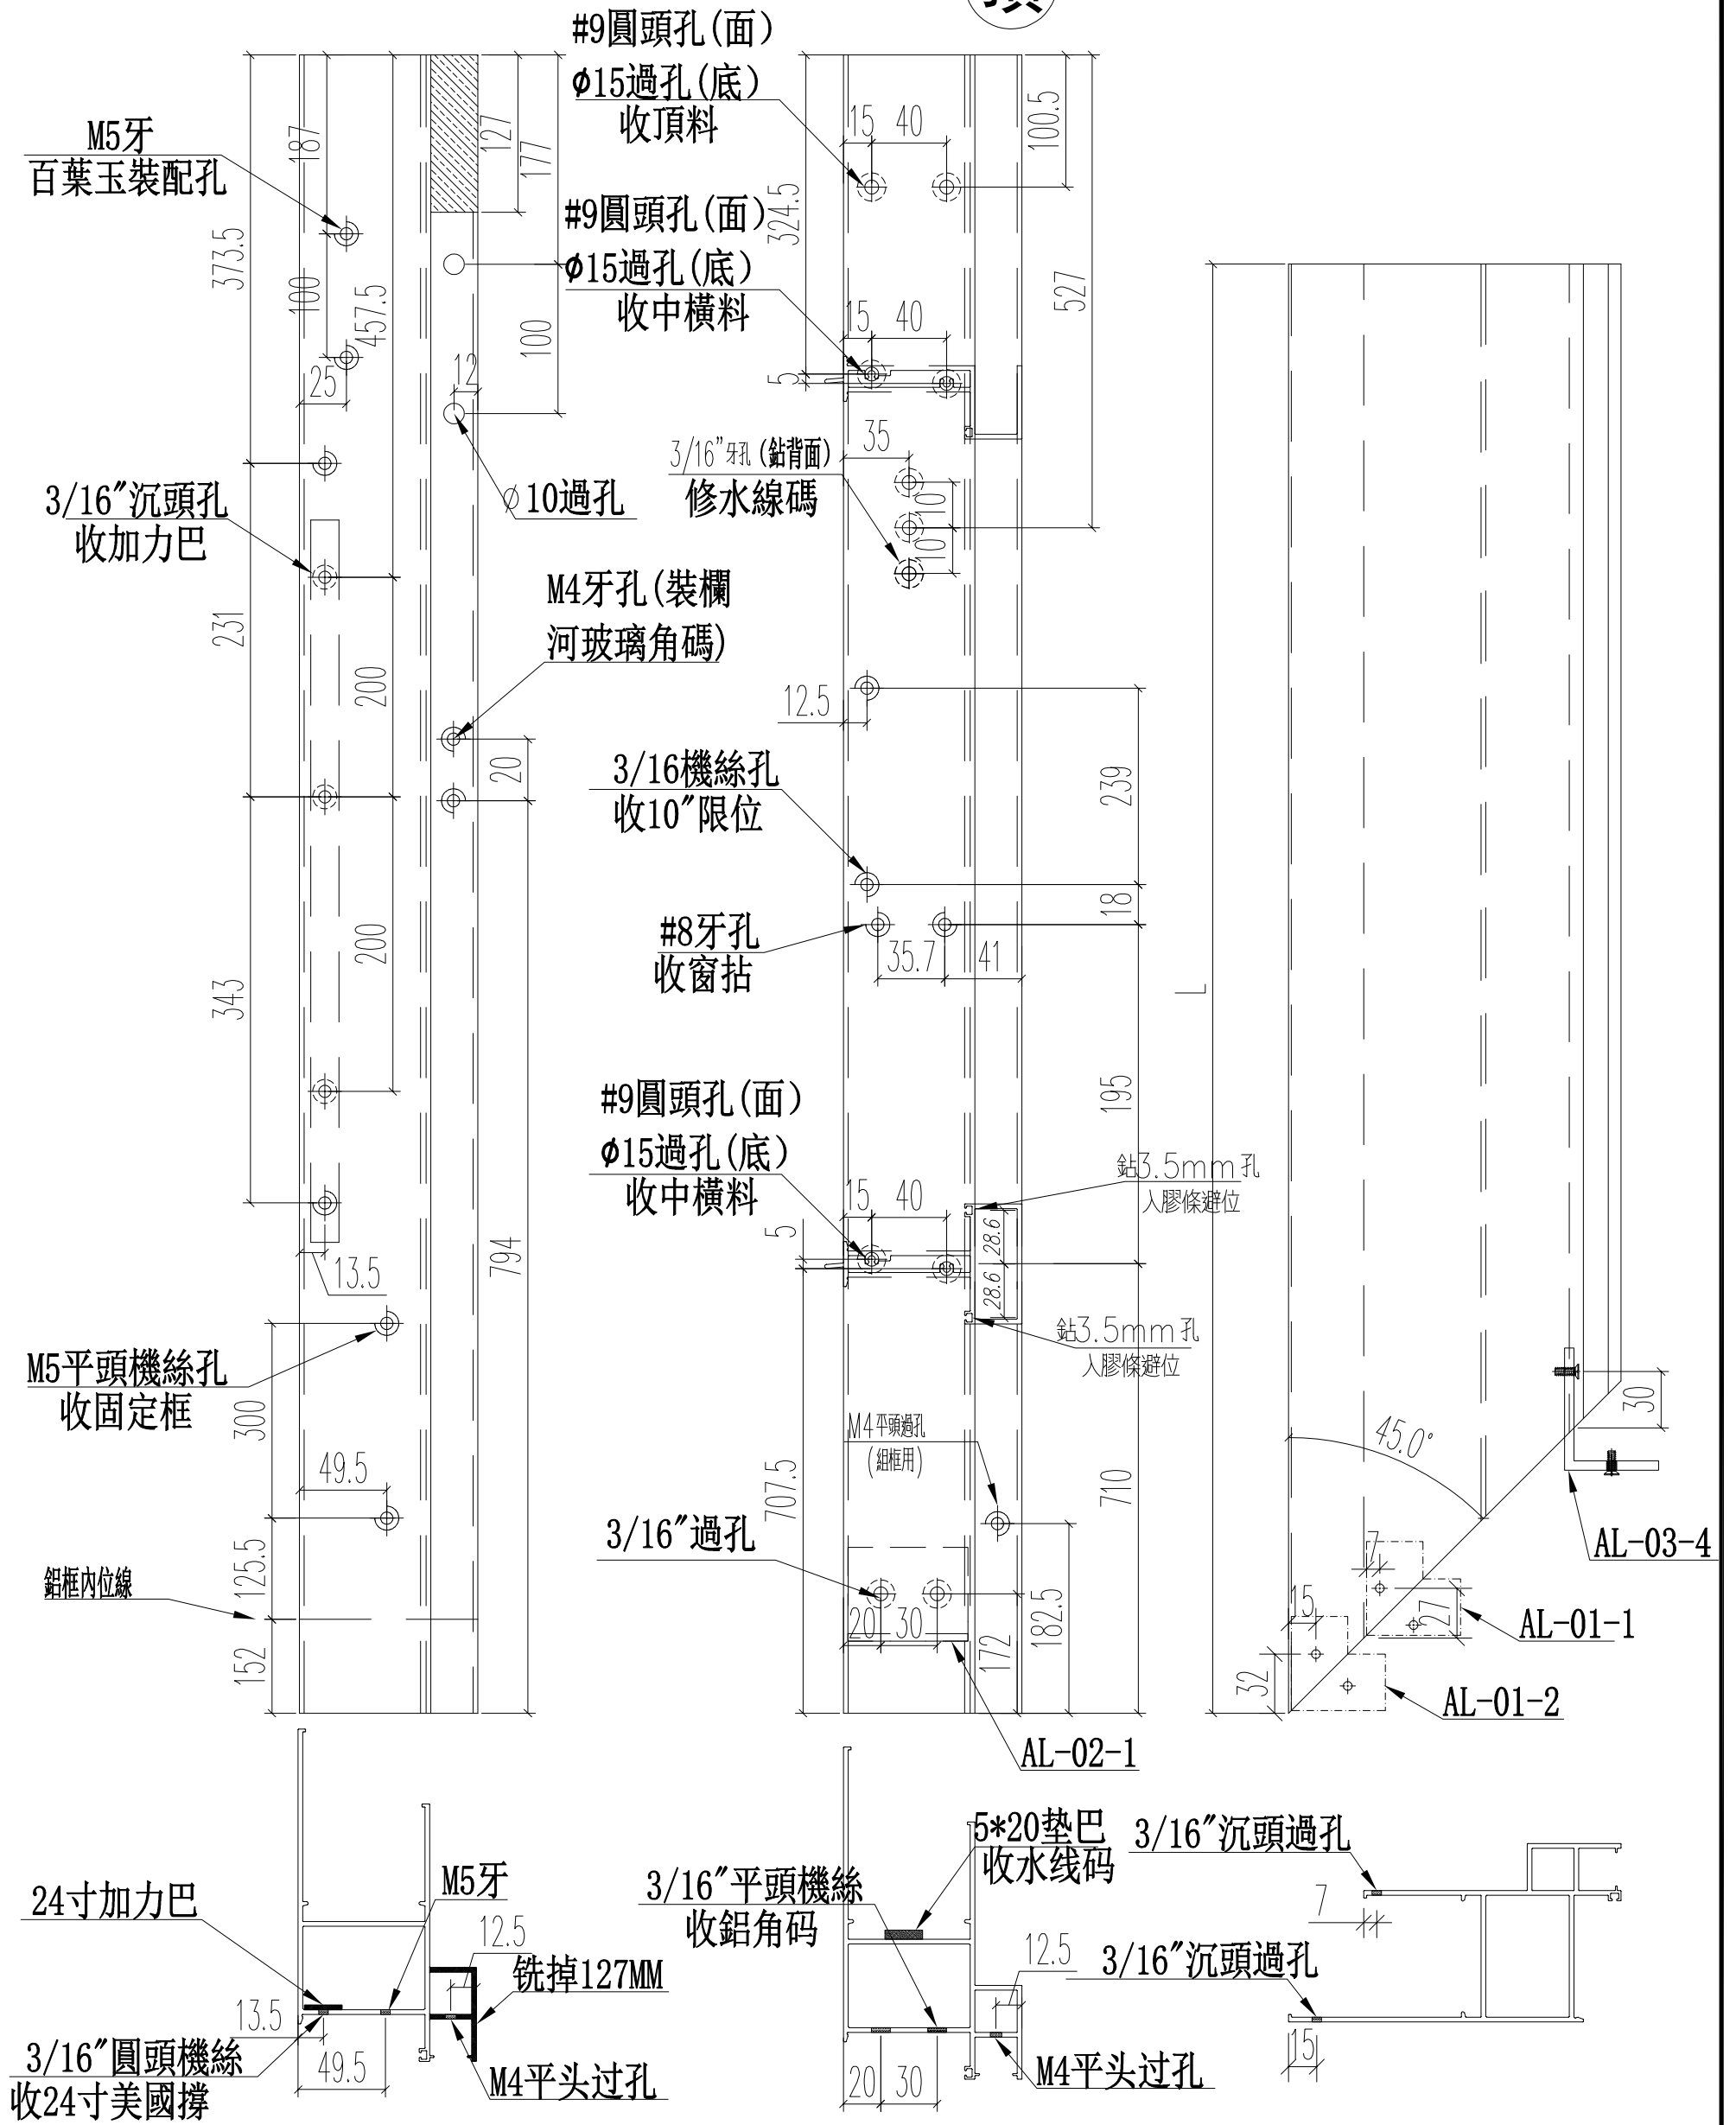 頂
#9圓頭孔(面)
ϕ15過孔(底)
收頂料
15
40
100.5
187
127
177
M5牙
百葉玉裝配孔
324.5
#9圓頭孔(面)
ϕ15過孔(底)
收中橫料
373.5
100
457.5
100
527
15
40
25
12
5
3/16"牙孔(鉆背面)
修水線碼
35
10
10
3/16"沉頭孔
收加力巴
∅10過孔
M4牙孔(裝欄
河玻璃角碼)
231
200
12.5
20
3/16機絲孔
收10"限位
239
18
#8牙孔
收窗拈
35.7
41
200
343
L
#9圓頭孔(面)
ϕ15過孔(底)
收中橫料
195
鉆3.5mm孔
入膠條避位
15
40
5
28.6
28.6
794
13.5
鉆3.5mm孔
入膠條避位
M5平頭機絲孔
收固定框
300
30
45.0°
M4平頭過孔
(組框用)
49.5
707.5
710
3/16"過孔
AL-03-4
鋁框內位線
125.5
7
15
27
AL-01-1
20
30
182.5
172
152
32
AL-01-2
AL-02-1
5*20垫巴
收水线码
3/16"沉頭過孔
24寸加力巴
M5牙
3/16"平頭機絲
收鋁角码
7
12.5
铣掉127MM
12.5
3/16"沉頭過孔
13.5
3/16"圓頭機絲
收24寸美國撐
49.5
M4平头过孔
20
30
M4平头过孔
15